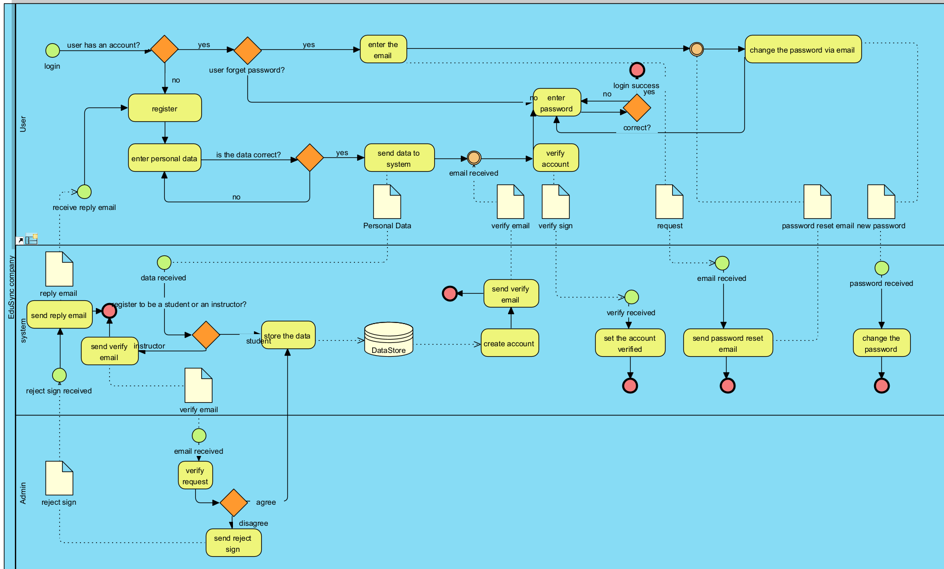 EduSync company
User
user has an account?
login
yes
no
user forget password?
yes
no
enter the
email
change the password via email
login success
register
enter
password
no
yes
correct?
enter personal data
is the data correct?
yes
no
send data to
system
email received
verify
account
receive reply email
Personal Data
verify email
verify sign
request
password reset email
new password
system
reply email
data received
email received
password received
send reply email
register to be a student or an instructor?
send verify
email
verify received
send verify
email
instructor
student
store the data
DataStore
create account
set the account
verified
send password reset
email
change the
password
reject sign received
verify email
Admin
email received
verify
request
reject sign
agree
disagree
send reject
sign